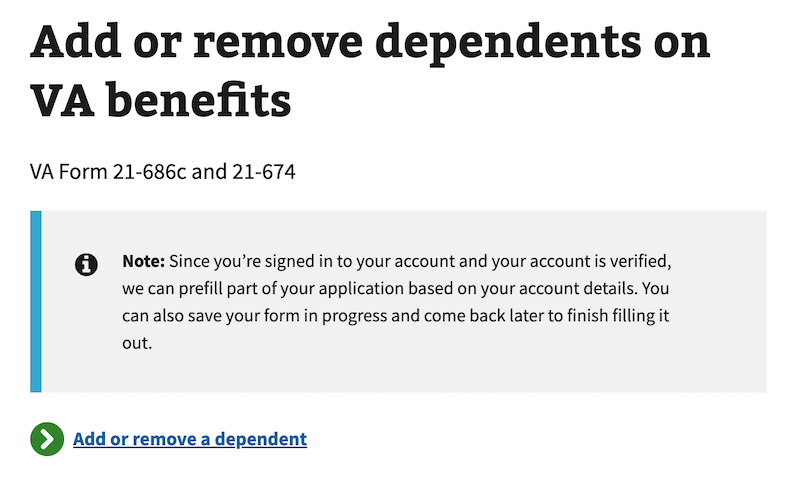 Add or remove dependents on
VA benefits
VA Form 21-686c and 21-674
Note: Since you’re signed in to your account and your account is verified,
we can prefill part of your application based on your account details. You
can also save your form in progress and come back later to finish filling it
out.
Add or remove a dependent